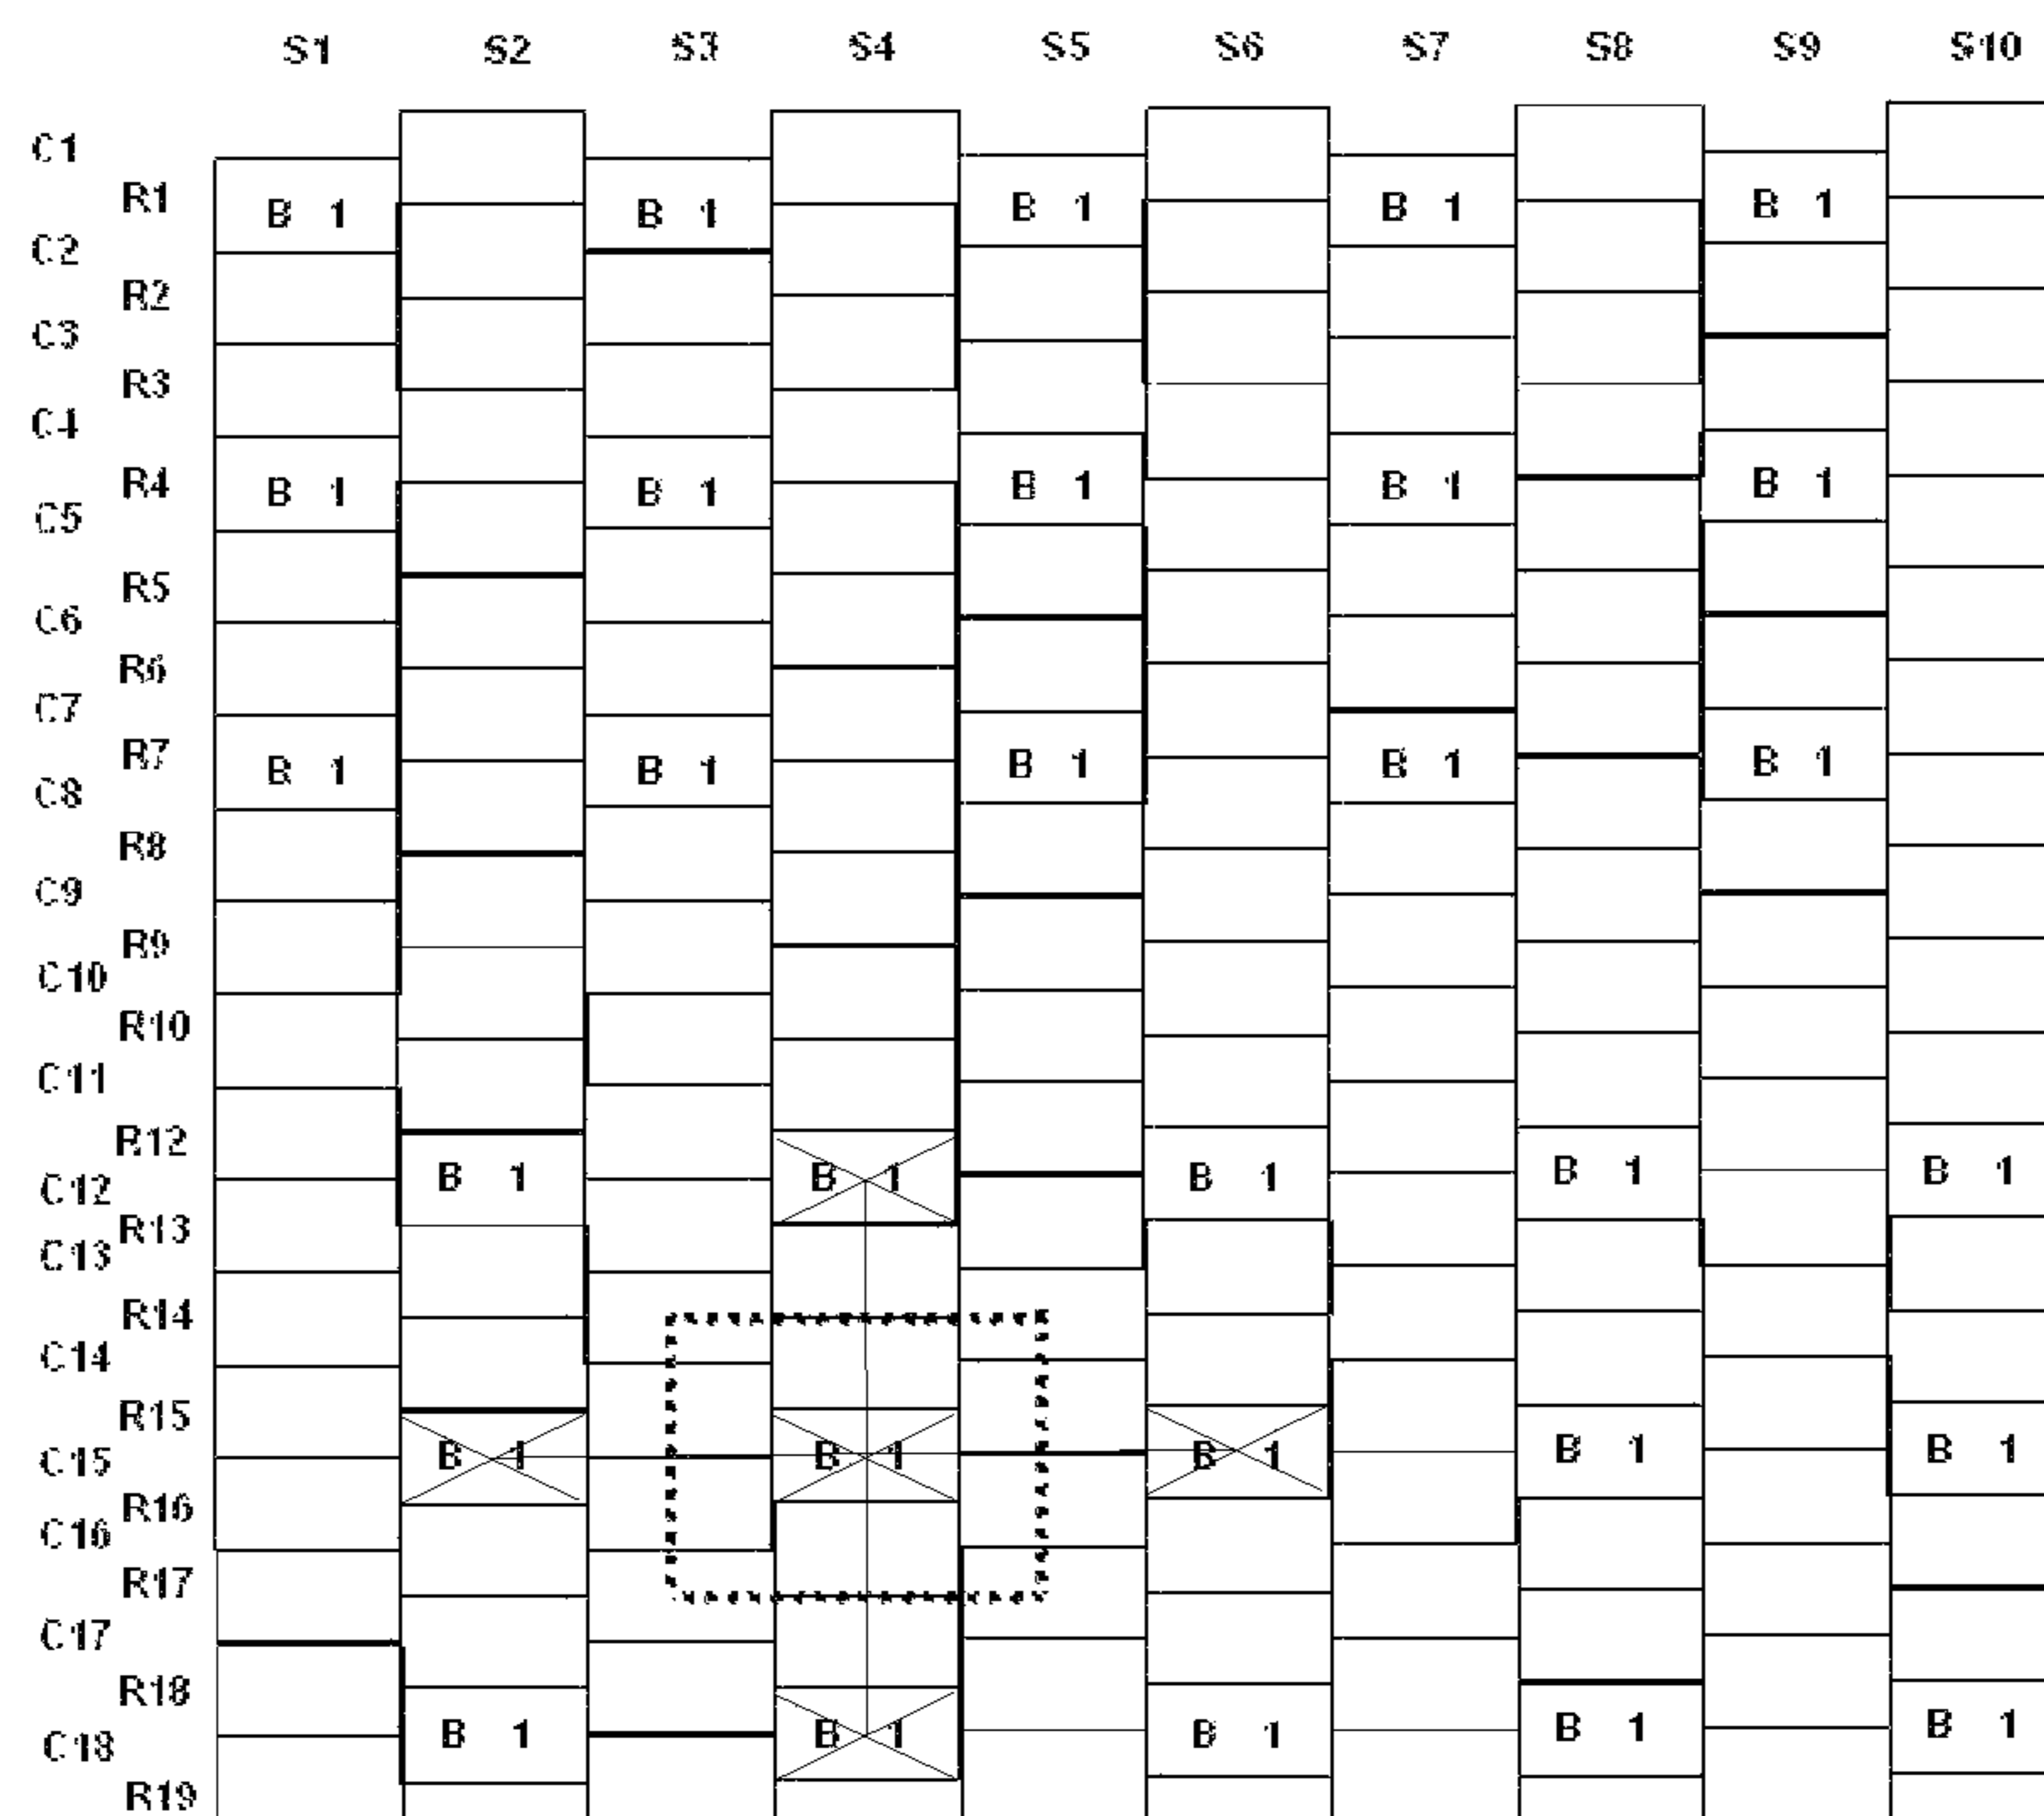 S1 S2 S3 S4 S5 S6 S7 S8 S9 S10
C1
R1 B 1 B 1 B 1 B 1 B 1
C2
R2
C3
R3
C4
R4 B 1 B 1 B 1 B 1 B 1
C5
R5
C6
R6
C7
R7 B 1 B 1 B 1 B 1 B 1
C8
R8
C9
R9
C10
R10
C11
R12
C12 B 1 B 1 B 1 B 1 B 1
R13
C13
R14
C14
R15
C15 B 1 B 1 B 1 B 1 B 1
R16
C16
R17
C17
R18
C18 B 1 B 1 B 1 B 1 B 1
R19